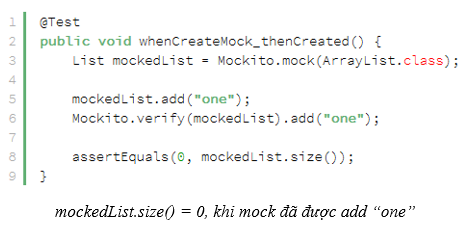 1 @Test
2 public void whenCreateMock_thenCreated() {
3 List mockedList = Mockito.mock(ArrayList.class);
4
5 mockedList.add("one");
6 Mockito.verify(mockedList).add("one");
7
8 assertEquals(0, mockedList.size());
9 }
mockedList.size() = 0, khi mock đã được add “one”